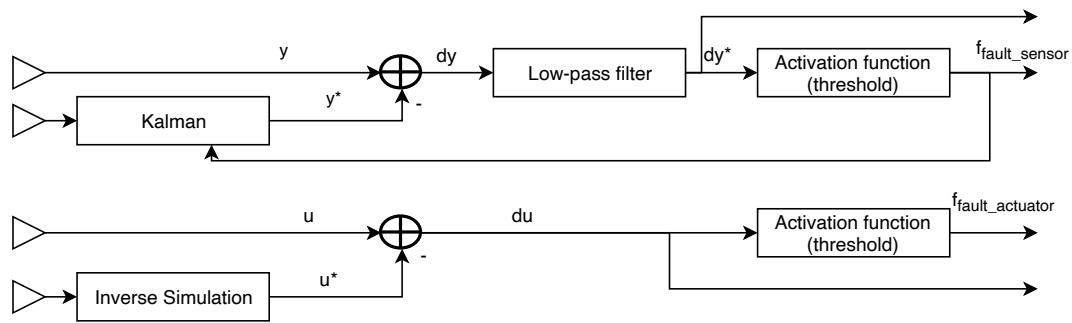 y
dy
Low-pass filter
dy*
Activation function
(threshold)
f_fault_sensor
Kalman
y*
-
u
du
Activation function
(threshold)
f_fault_actuator
Inverse Simulation
u*
-